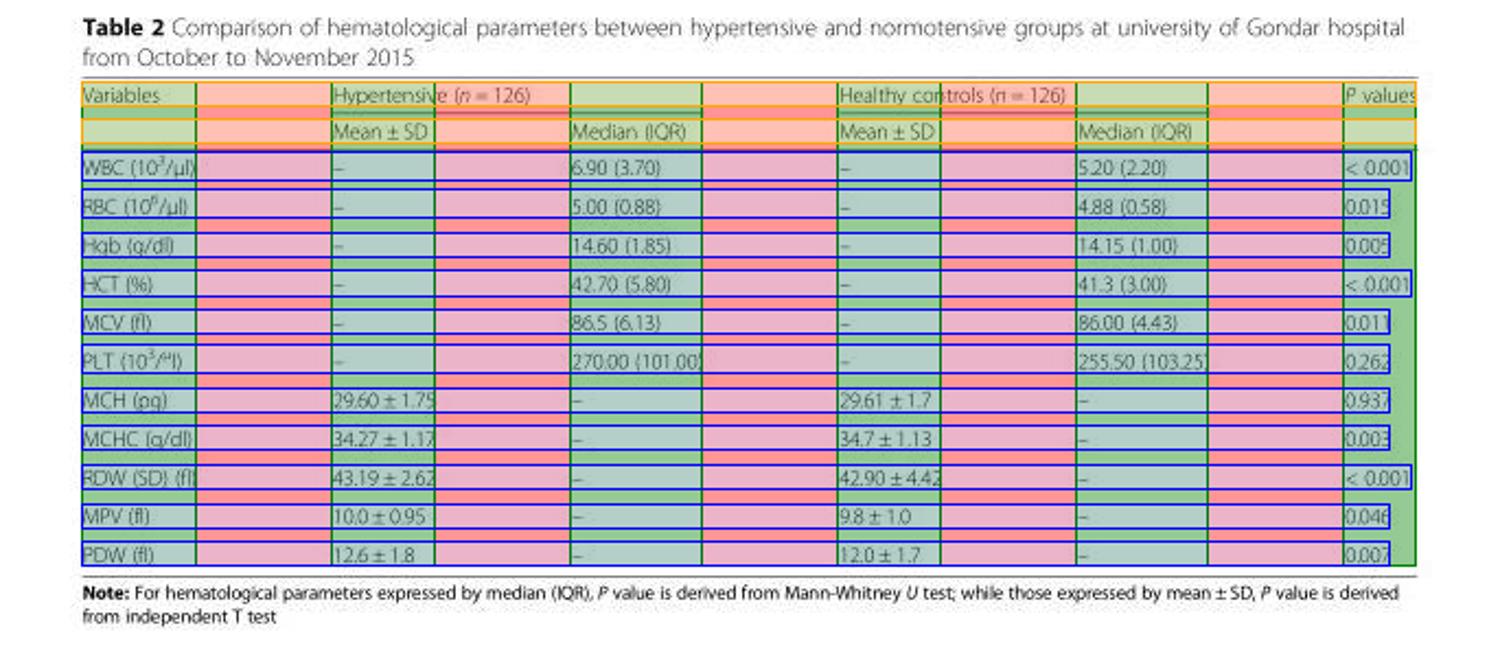 Table 2 Comparison of hematological parameters between hypertensive and normotensive groups at university of Gondar hospital
from October to November 2015
Variables Hypertensive (n = 126) Healthy controls (n = 126) P values
Mean ± SD Median (IQR) Mean ± SD Median (IQR)
WBC (10³/μl) – 6.90 (3.70) – 5.20 (2.20) < 0.001
RBC (10⁶/μl) – 5.00 (0.88) – 4.88 (0.58) 0.015
Hgb (g/dl) – 14.60 (1.85) – 14.15 (1.00) 0.005
HCT (%) – 42.70 (5.80) – 41.3 (3.00) < 0.001
MCV (fl) – 86.5 (6.13) – 86.00 (4.43) 0.011
PLT (10³/μl) – 270.00 (101.00) – 255.50 (103.25) 0.262
MCH (pg) 29.60 ± 1.75 – 29.61 ± 1.7 – 0.937
MCHC (g/dl) 34.27 ± 1.17 – 34.7 ± 1.13 – 0.003
RDW (SD) (fl) 43.19 ± 2.62 – 42.90 ± 4.42 – < 0.001
MPV (fl) 10.0 ± 0.95 – 9.8 ± 1.0 – 0.046
PDW (fl) 12.6 ± 1.8 – 12.0 ± 1.7 – 0.007
Note: For hematological parameters expressed by median (IQR), P value is derived from Mann-Whitney U test; while those expressed by mean ± SD, P value is derived
from independent T test